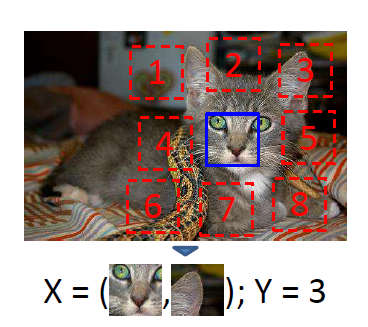 1 2 3
4 5
6 7 8
X = ( , ); Y = 3